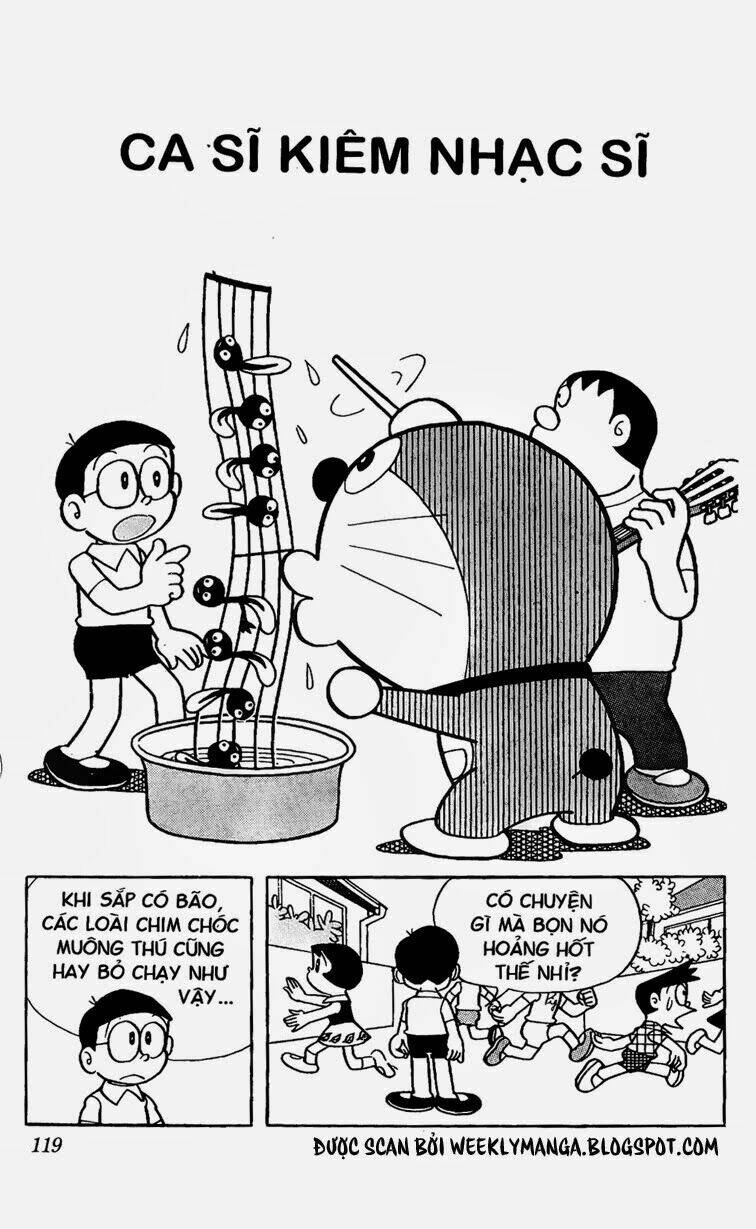 CA SĨ KIÊM NHẠC SĨ
KHI SẮP CÓ BÃO,
CÁC LOÀI CHIM CHÓC
MUÔNG THÚ CŨNG
HAY BỎ CHẠY NHƯ
VẬY...
CÓ CHUYỆN
GÌ MÀ BỌN NÓ
HOẢNG HỐT
THẾ NHỈ?
119
ĐƯỢC SCAN BỞI WEEKLYMANGA.BLOGSPOT.COM